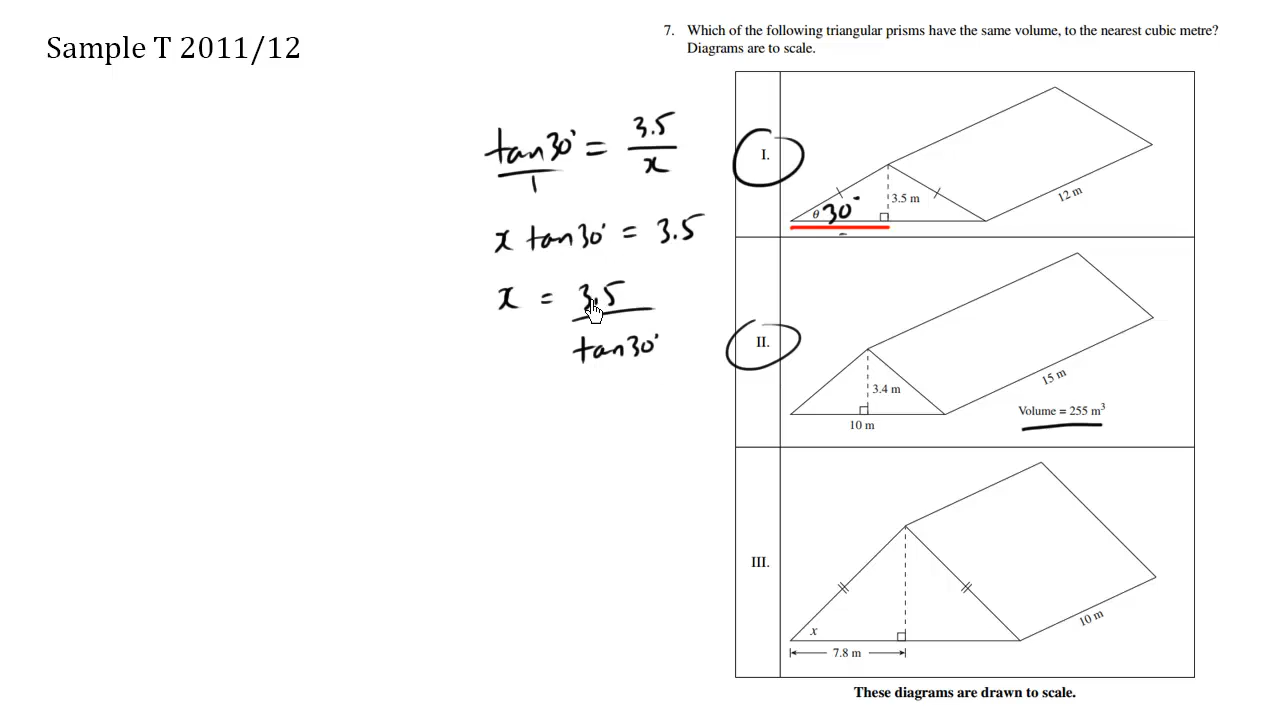 Sample T 2011/12
7. Which of the following triangular prisms have the same volume, to the nearest cubic metre?
Diagrams are to scale.
tan30° = 3.5/x
1
x tan30° = 3.5
x = 3.5
tan30°
I.
θ 30°
3.5 m
12 m
II.
3.4 m
15 m
10 m
Volume = 255 m³
III.
x
7.8 m
10 m
These diagrams are drawn to scale.